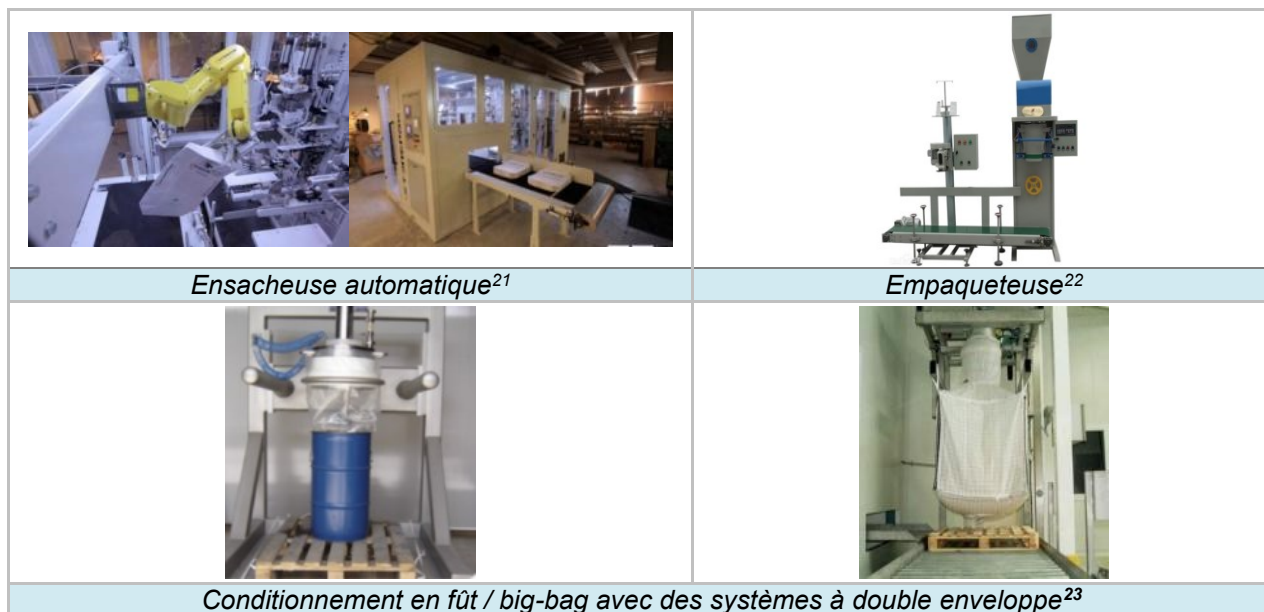 Ensacheuse automatique21
Empaqueteuse22
Conditionnement en fût / big-bag avec des systèmes à double enveloppe23